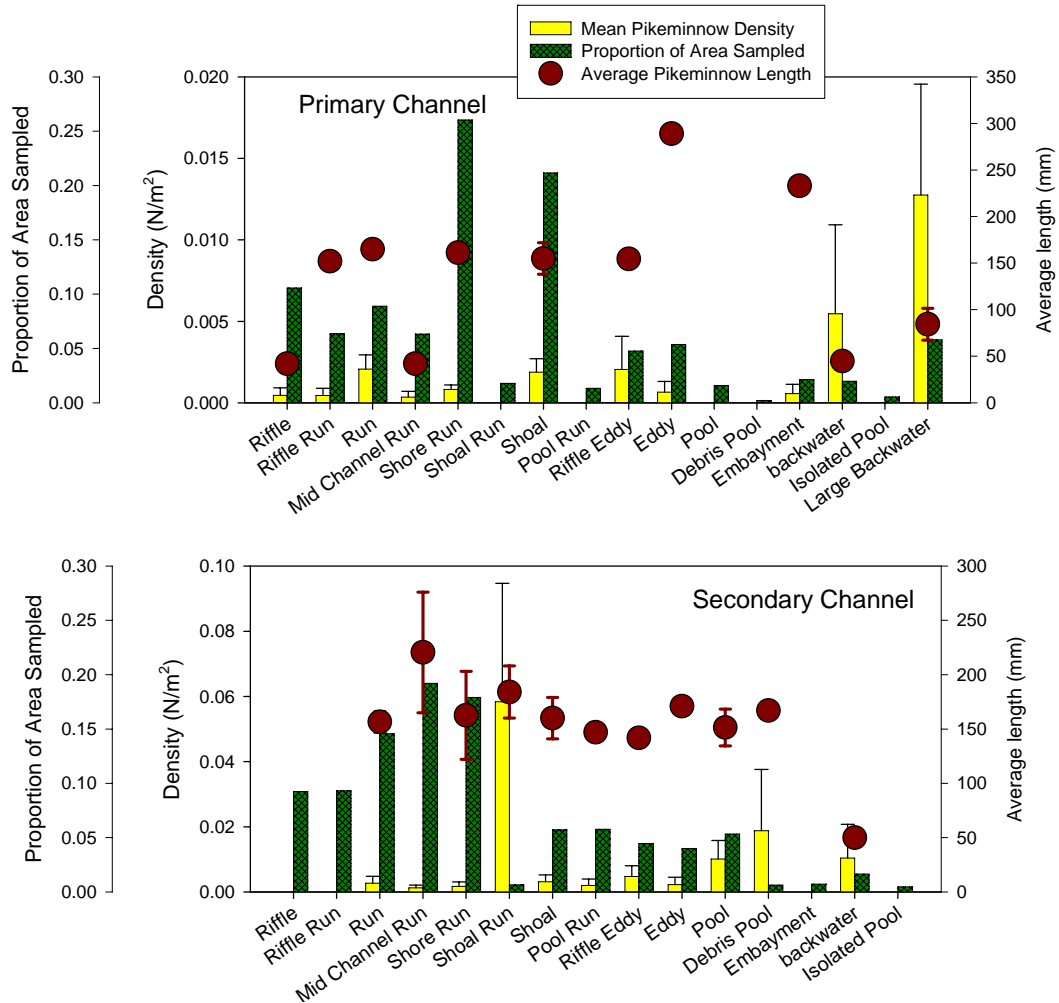 Mean Pikeminnow Density
Proportion of Area Sampled
Average Pikeminnow Length
Primary Channel
Proportion of Area Sampled
0.30
0.25
0.20
0.15
0.10
0.05
0.00
Density (N/m²)
0.020
0.015
0.010
0.005
0.000
Average length (mm)
350
300
250
200
150
100
50
0
Riffle
Riffle Run
Run
Mid Channel Run
Shore Run
Shoal Run
Shoal
Pool Run
Riffle Eddy
Eddy
Pool
Debris Pool
Embayment
backwater
Isolated Pool
Large Backwater
Secondary Channel
Proportion of Area Sampled
0.30
0.25
0.20
0.15
0.10
0.05
0.00
Density (N/m²)
0.10
0.08
0.06
0.04
0.02
0.00
Average length (mm)
300
250
200
150
100
50
0
Riffle
Riffle Run
Run
Mid Channel Run
Shore Run
Shoal Run
Shoal
Pool Run
Riffle Eddy
Eddy
Pool
Debris Pool
Embayment
backwater
Isolated Pool